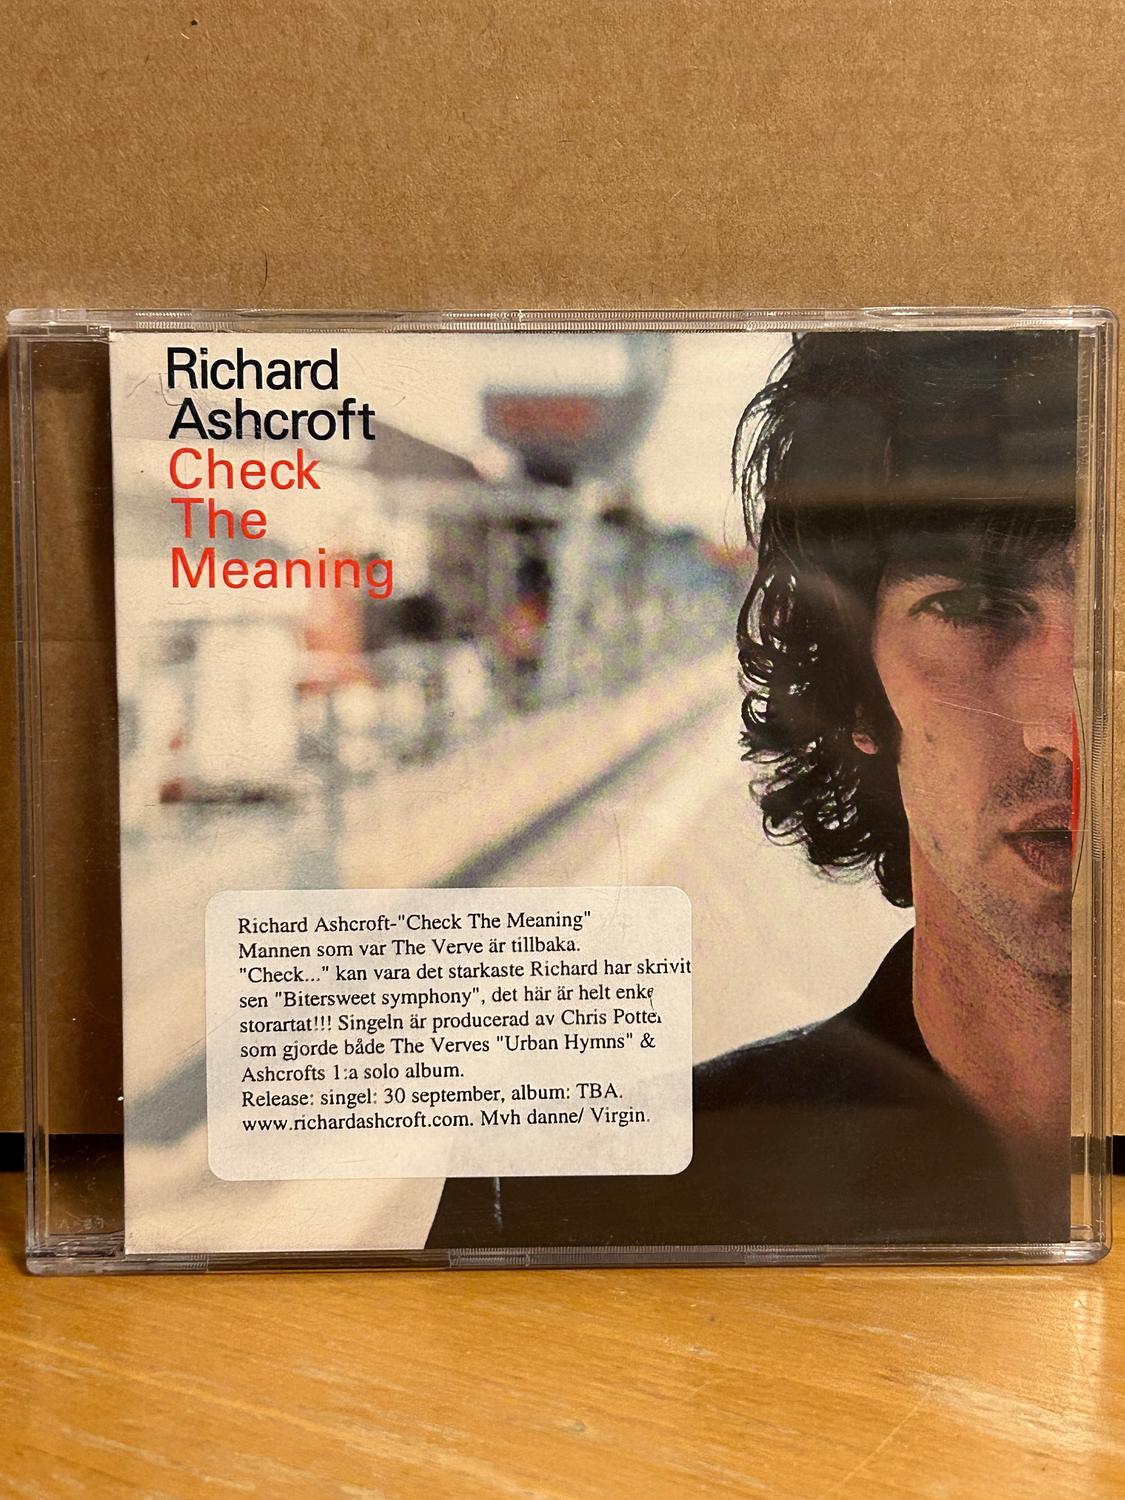 Richard
Ashcroft
Check
The
Meaning
Richard Ashcroft-"Check The Meaning"
Mannen som var The Verve är tillbaka.
"Check..." kan vara det starkaste Richard har skrivit
sen "Bitersweet symphony", det här är helt enke
storartat!!! Singeln är producerad av Chris Potter
som gjorde både The Verves "Urban Hymns" &
Ashcrofts 1:a solo album.
Release: singel: 30 september, album: TBA.
www.richardashcroft.com. Mvh danne/ Virgin.